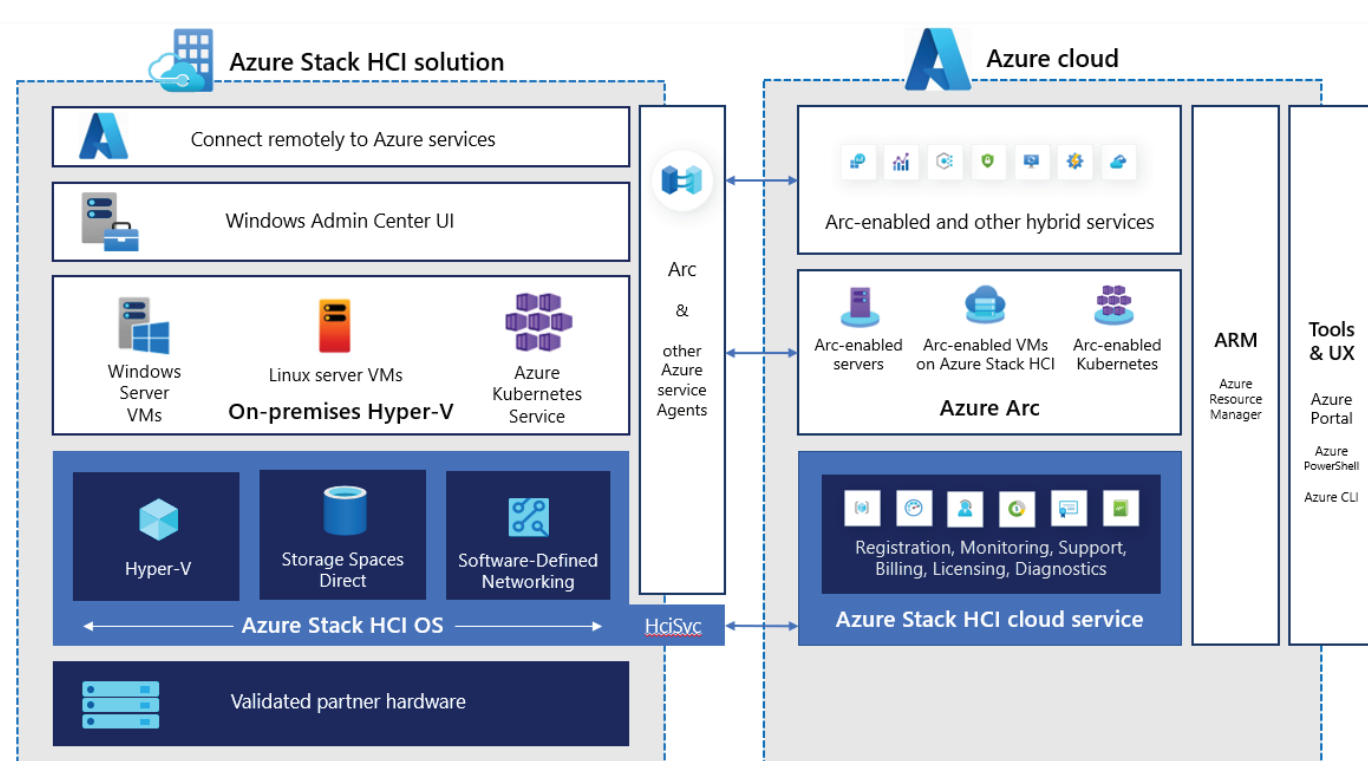 Azure Stack HCI solution
Connect remotely to Azure services
Windows Admin Center UI
Windows
Server
VMs
Linux server VMs
Azure
Kubernetes
Service
On-premises Hyper-V
Hyper-V
Storage Spaces
Direct
Software-Defined
Networking
Azure Stack HCI OS
Validated partner hardware
Arc
&
other
Azure
service
Agents
HciSvc
Azure cloud
Arc-enabled and other hybrid services
Arc-enabled
servers
Arc-enabled VMs
on Azure Stack HCI
Arc-enabled
Kubernetes
Azure Arc
Registration, Monitoring, Support,
Billing, Licensing, Diagnostics
Azure Stack HCI cloud service
ARM
Azure
Resource
Manager
Tools
& UX
Azure
Portal
Azure
PowerShell
Azure CLI